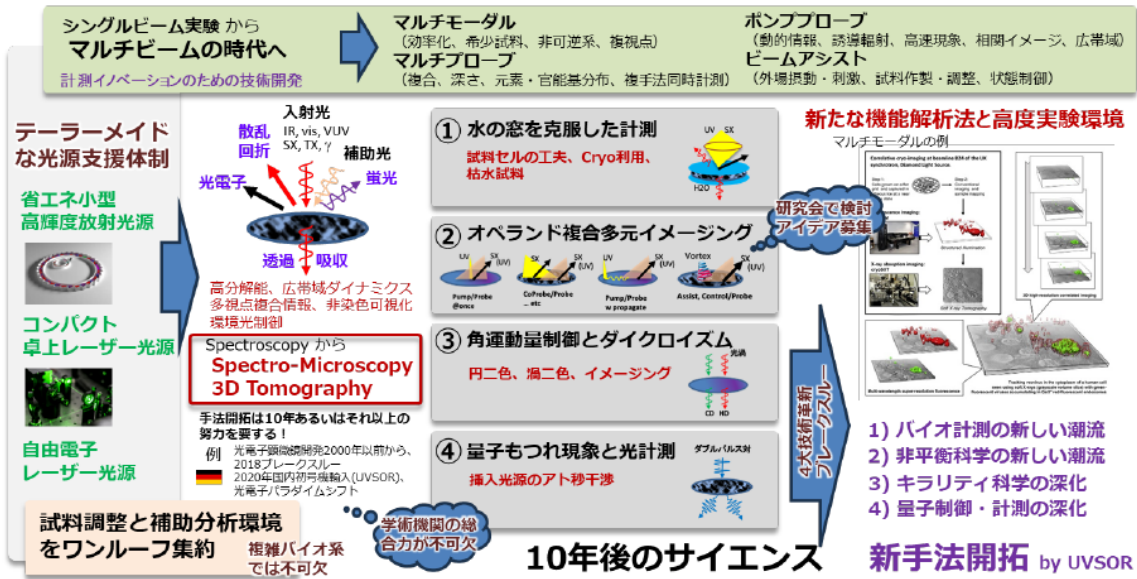 シングルビーム実験 から
マルチビームの時代へ
計測イノベーションのための技術開発
マルチモーダル
(効率化、希少試料、非可逆系、複視点)
マルチプローブ
(複合、深さ、元素・官能基分布、複手法同時計測)
ポンププローブ
(動的情報、誘導輻射、高速現象、相関イメージ、広帯域)
ビームアシスト
(外場摂動・刺激、試料作製・調整、状態制御)
テーラーメイド
な光源支援体制
省エネ小型
高輝度放射光源
コンパクト
卓上レーザー光源
自由電子
レーザー光源
試料調整と補助分析環境
をワンルーフ集約
複雑バイオ系
では不可欠
入射光
IR, vis, VUV
SX, TX, γ
散乱
回折
補助光
光電子
蛍光
透過
吸収
高分解能、広帯域ダイナミクス
多視点複合情報、非染色可視化
環境光制御
Spectroscopy から
Spectro-Microscopy
3D Tomography
手法開拓は10年あるいはそれ以上の
努力を要する!
例
光電子顕微鏡開発2000年以前から、
2018ブレークスルー
2020年国内初号機輸入(UVSOR)、
光電子パラダイムシフト
学術機関の総
合力が不可欠
① 水の窓を克服した計測
試料セルの工夫、Cryo利用、
枯水試料
UV SX
H2O
② オペランド複合多元イメージング
UV SX (UV)
Pump/Probe
@once
SX SX (UV)
CoProbe/Probe
... etc
UV SX (UV)
Pump/Probe
w propagate
Vortex SX (UV)
Assist, Control/Probe
研究会で検討
アイデア募集
③ 角運動量制御とダイクロイズム
円二色、渦二色、イメージング
CD HD
④ 量子もつれ現象と光計測
挿入光源のアト秒干渉
ダブルパルス対
4大技術革新
ブレークスルー
新たな機能解析法と高度実験環境
マルチモーダルの例
1) バイオ計測の新しい潮流
2) 非平衡科学の新しい潮流
3) キラリティ科学の深化
4) 量子制御・計測の深化
10年後のサイエンス
新手法開拓 by UVSOR